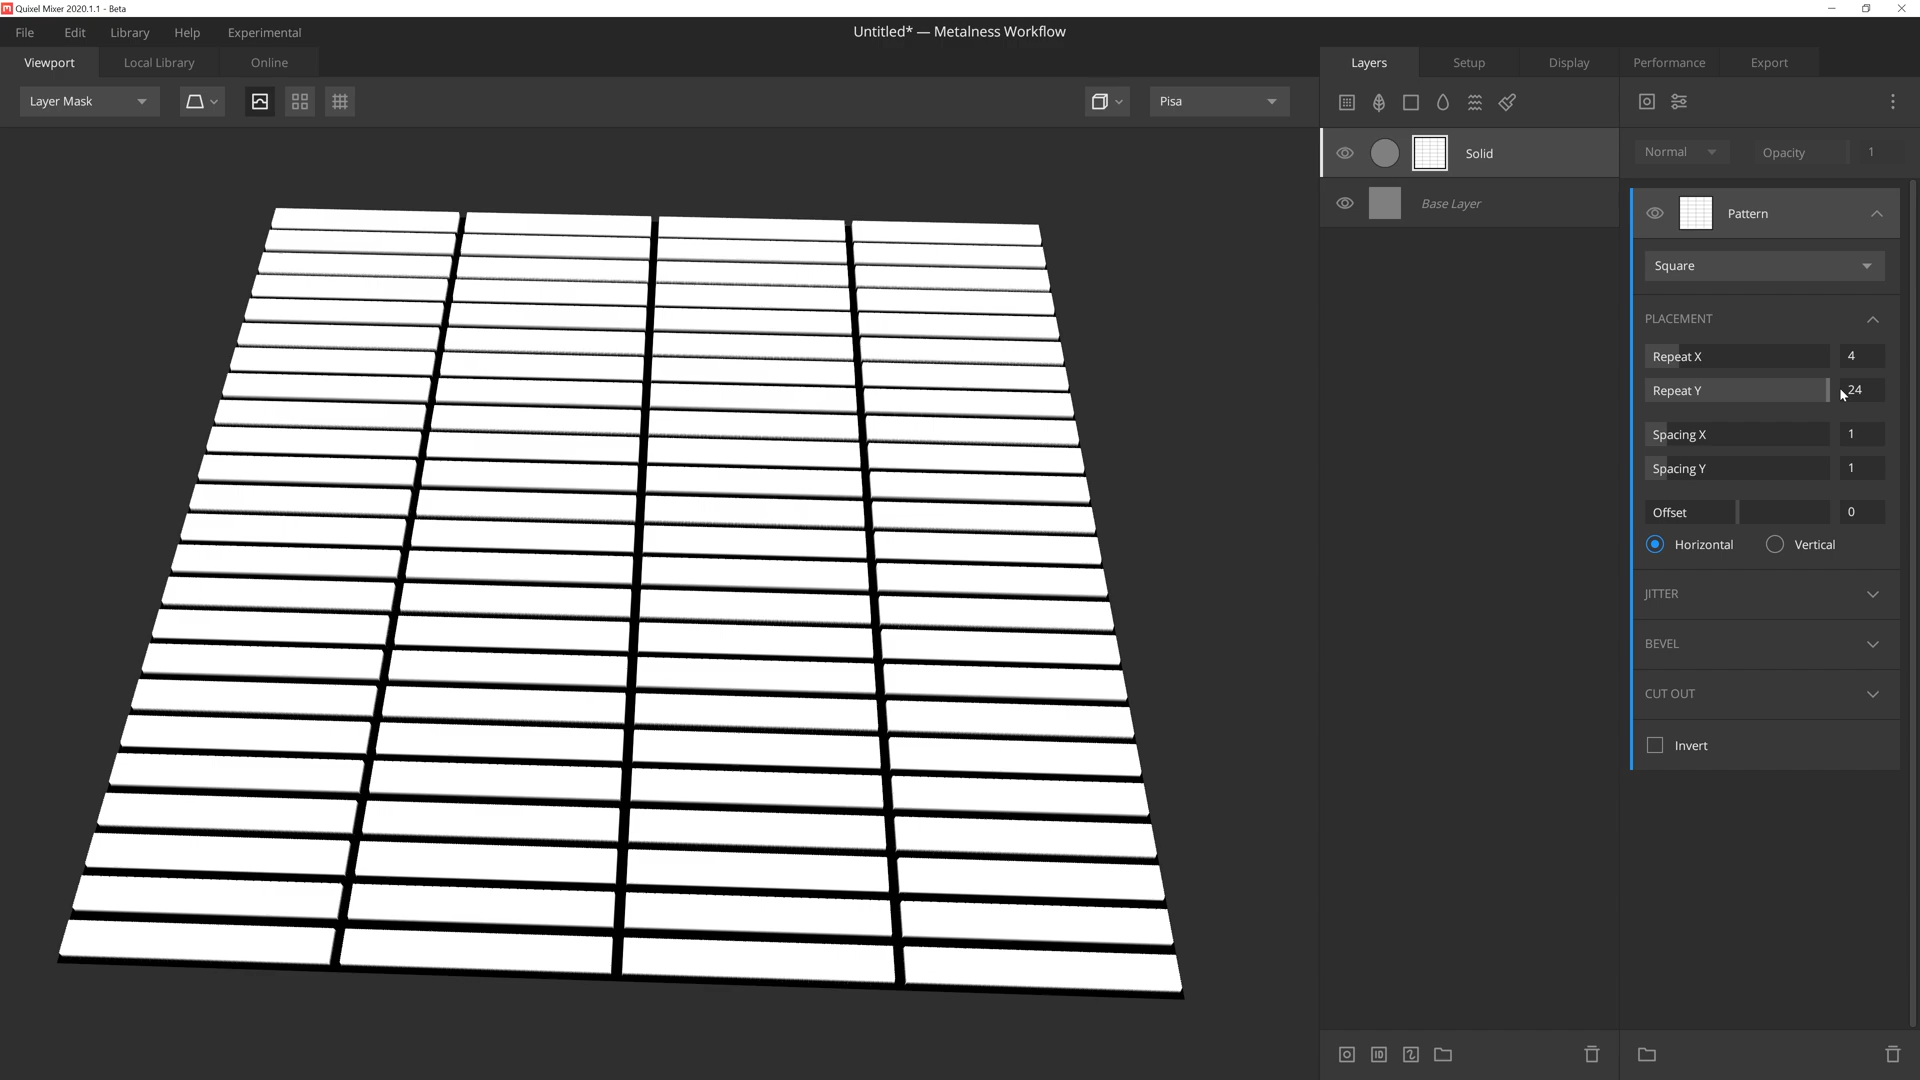 Quixel Mixer 2020.1.1 - Beta
File Edit Library Help Experimental
Untitled* — Metalness Workflow
Viewport Local Library Online
Layers Setup Display Performance Export
Layer Mask
Pisa
Solid
Base Layer
Normal Opacity 1
Pattern
Square
PLACEMENT
Repeat X 4
Repeat Y 24
Spacing X 1
Spacing Y 1
Offset 0
Horizontal Vertical
JITTER
BEVEL
CUT OUT
Invert
ID